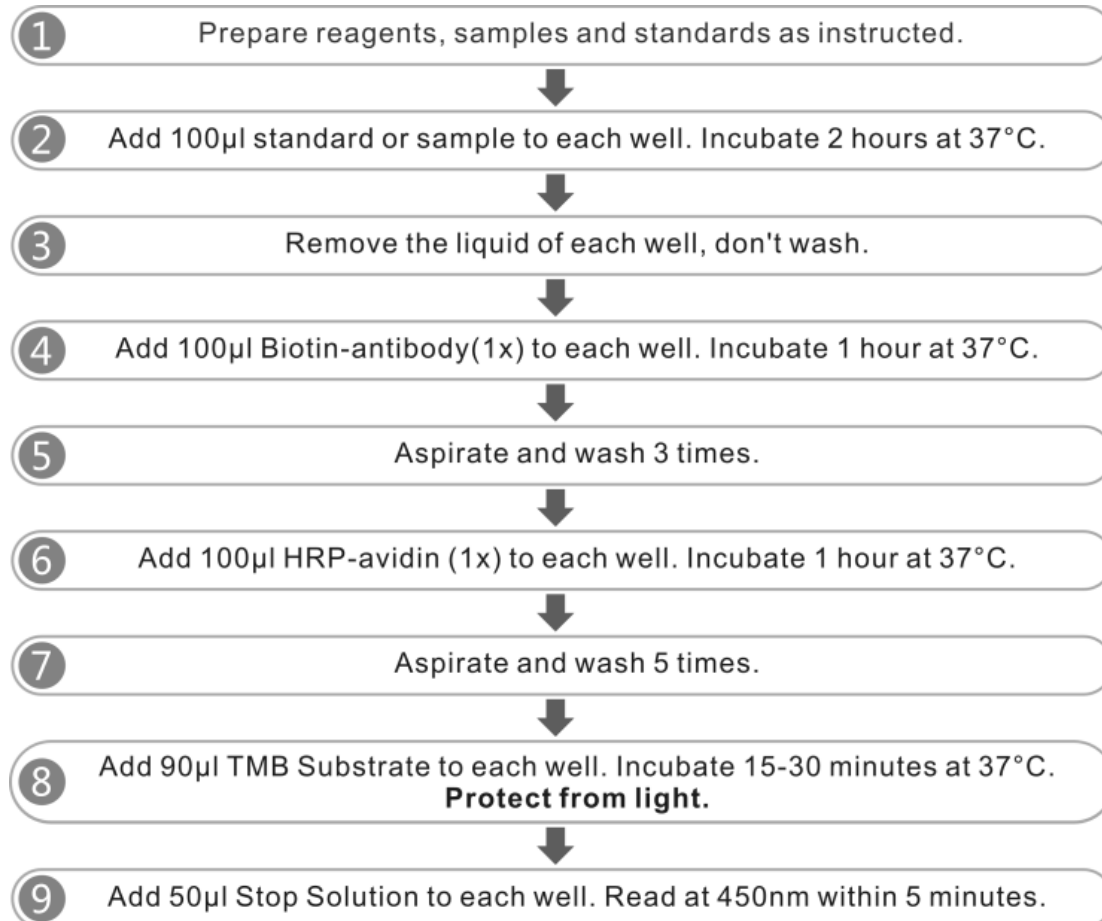 1 Prepare reagents, samples and standards as instructed.
2 Add 100µl standard or sample to each well. Incubate 2 hours at 37°C.
3 Remove the liquid of each well, don't wash.
4 Add 100µl Biotin-antibody(1x) to each well. Incubate 1 hour at 37°C.
5 Aspirate and wash 3 times.
6 Add 100µl HRP-avidin (1x) to each well. Incubate 1 hour at 37°C.
7 Aspirate and wash 5 times.
8 Add 90µl TMB Substrate to each well. Incubate 15-30 minutes at 37°C.
Protect from light.
9 Add 50µl Stop Solution to each well. Read at 450nm within 5 minutes.